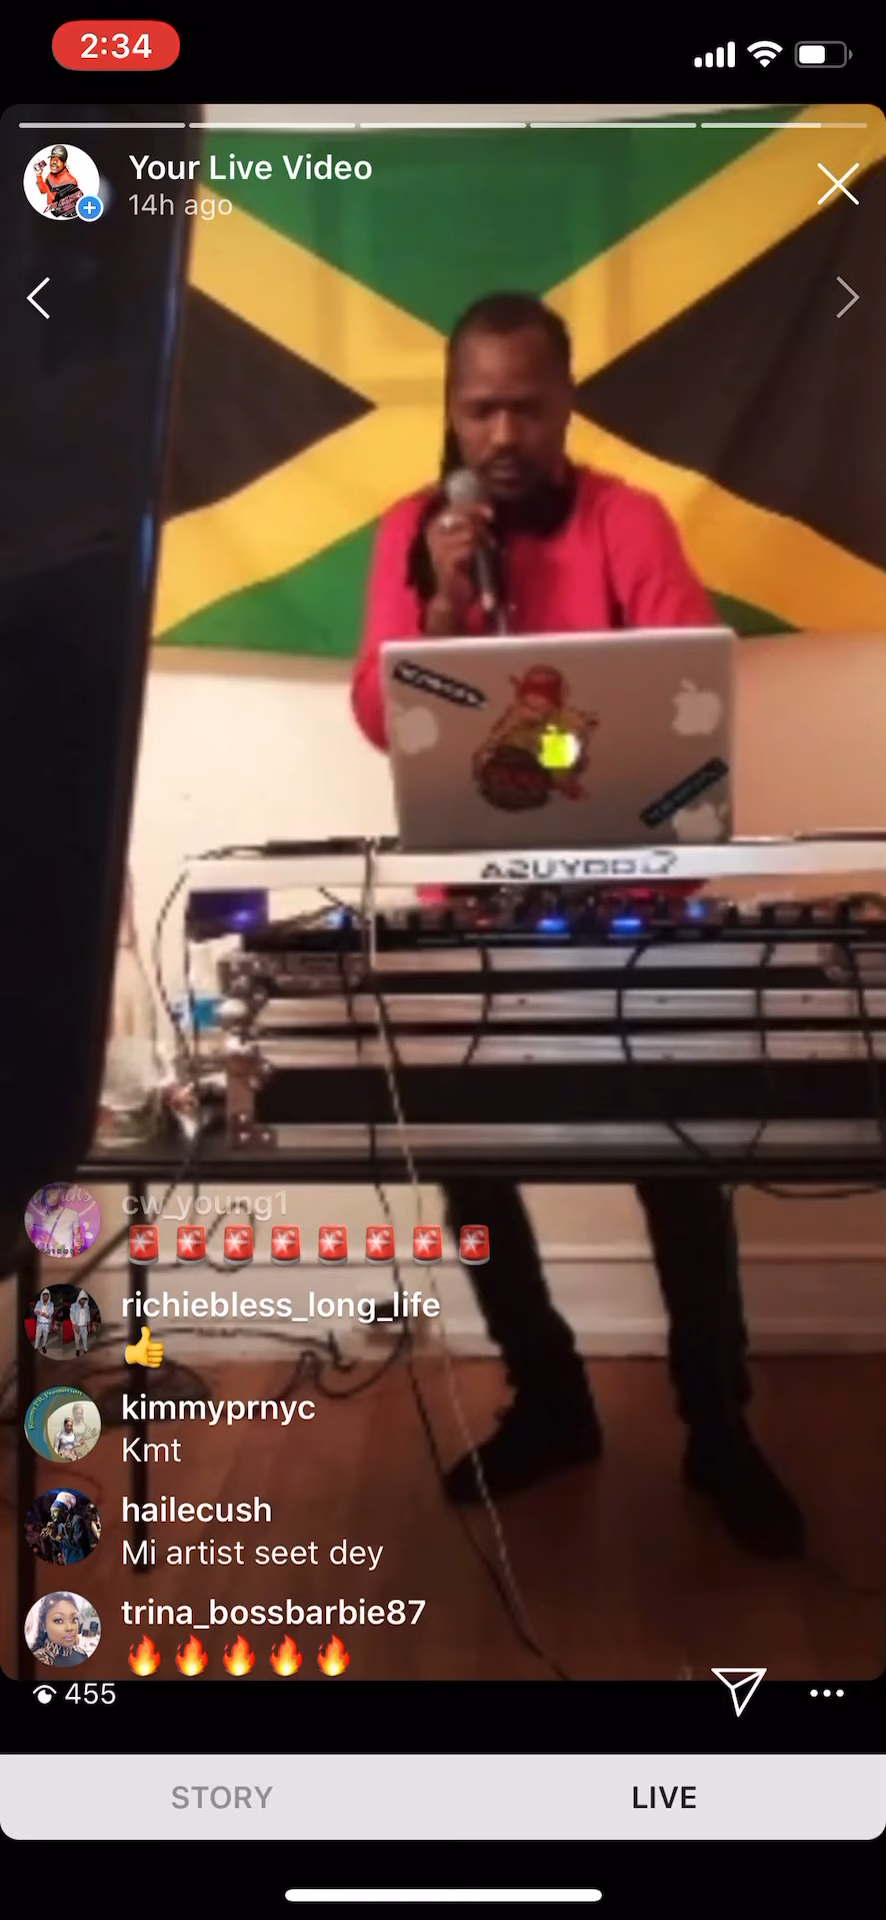 2:34
Your Live Video
14h ago
cw_young1
🚨🚨🚨🚨🚨🚨🚨🚨
richiebless_long_life
👍
kimmyprnyc
Kmt
hailecush
Mi artist seet dey
trina_bossbarbie87
🔥🔥🔥🔥🔥
455
STORY
LIVE